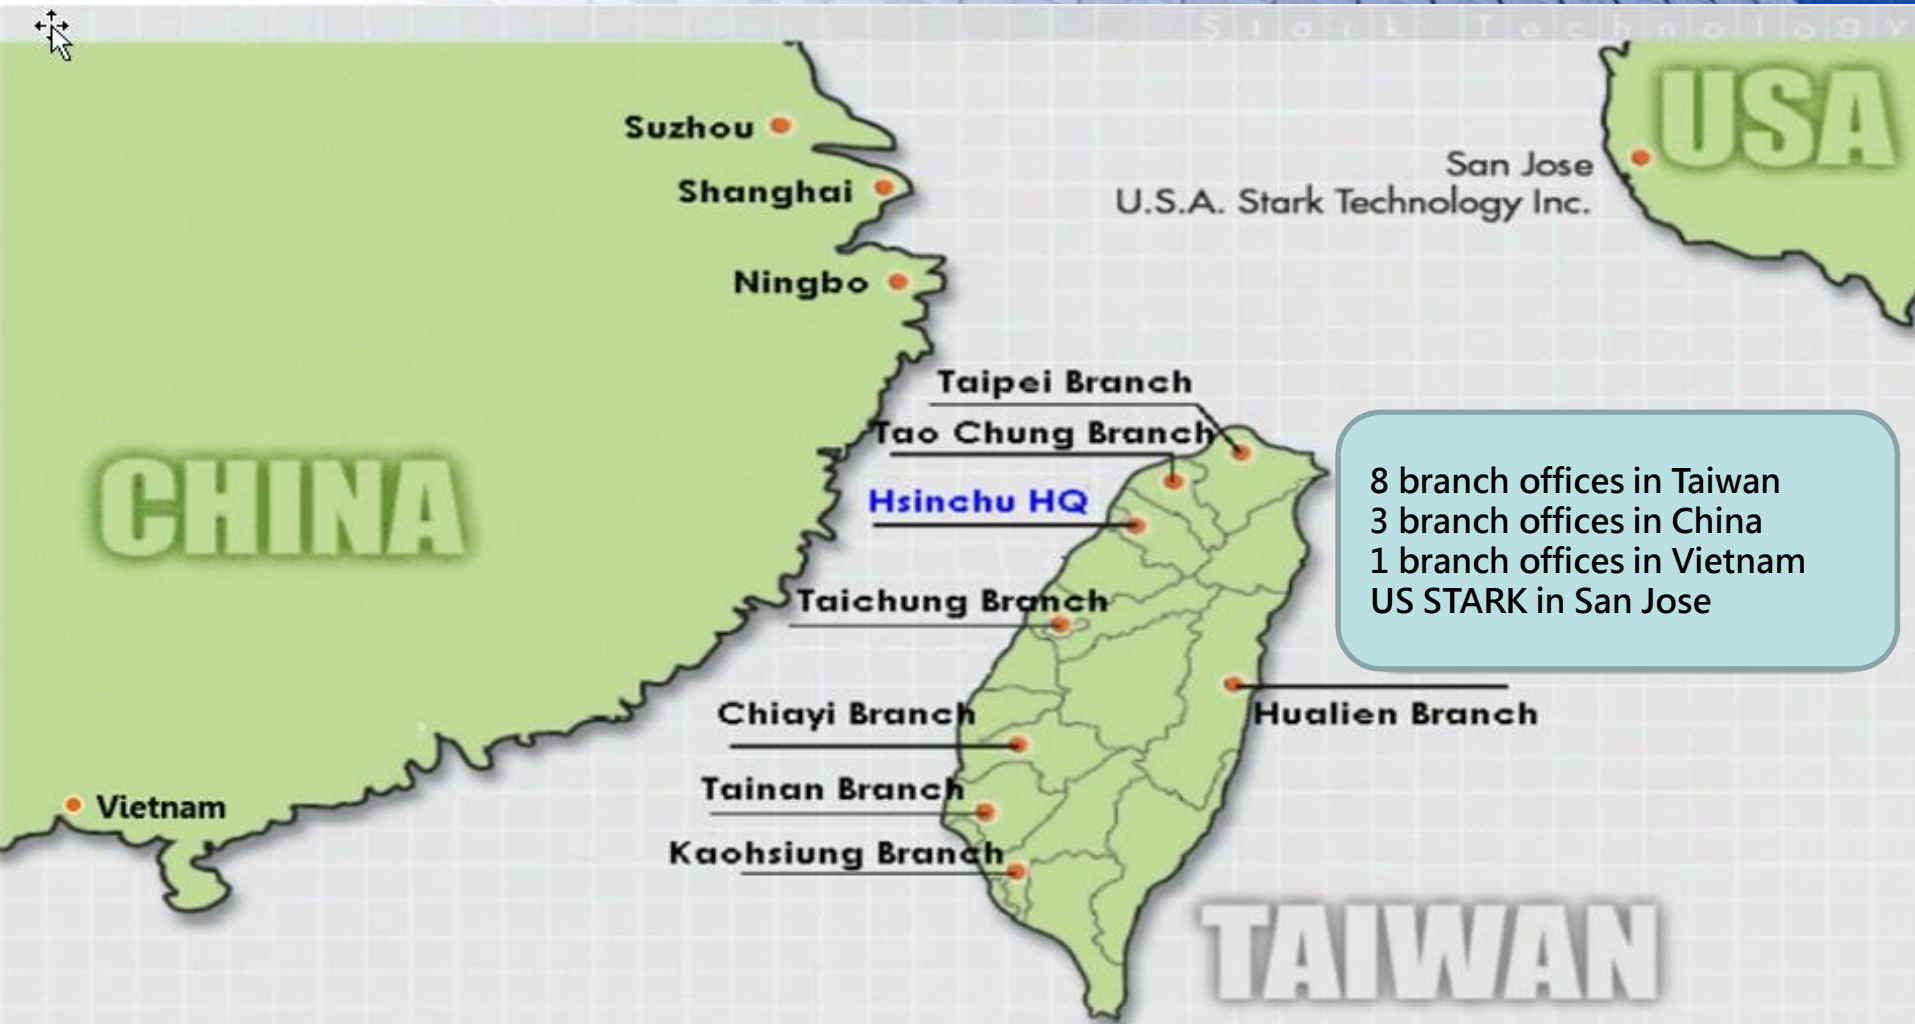 Stark Technology
USA
Suzhou
San Jose
Shanghai
U.S.A. Stark Technology Inc.
Ningbo
Taipei Branch
Tao Chung Branch
Hsinchu HQ
CHINA
8 branch offices in Taiwan
3 branch offices in China
1 branch offices in Vietnam
US STARK in San Jose
Taichung Branch
Chiayi Branch
Hualien Branch
Tainan Branch
Vietnam
Kaohsiung Branch
TAIWAN